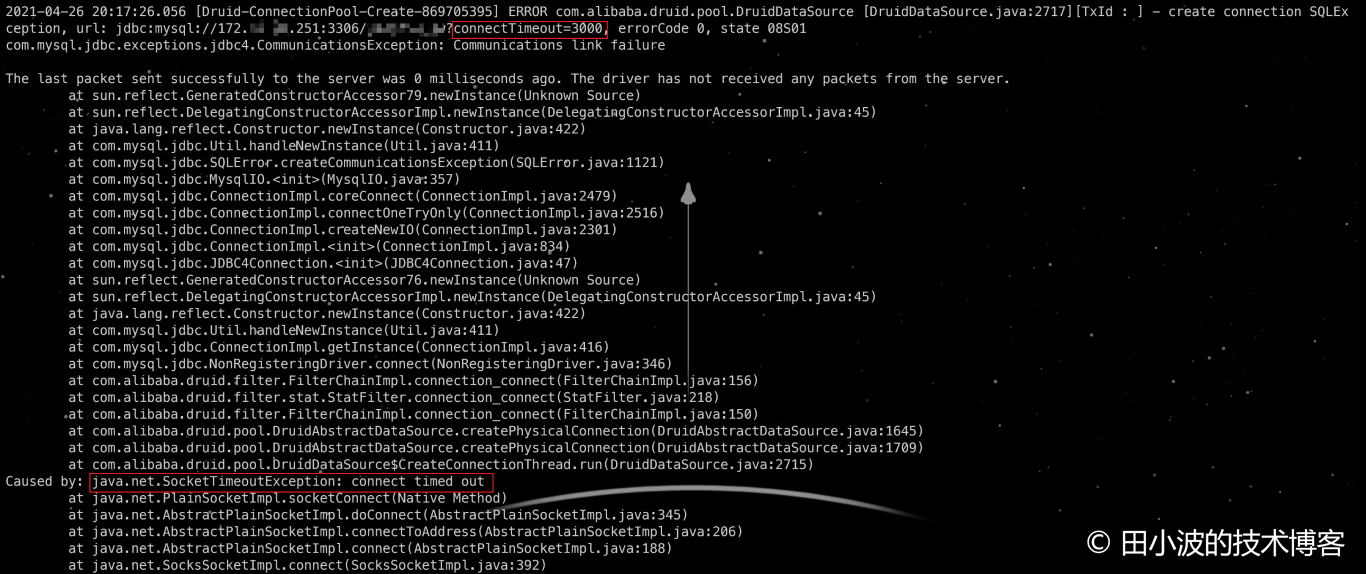 2021-04-26 20:17:26.056 [Druid-ConnectionPool-Create-869705395] ERROR com.alibaba.druid.pool.DruidDataSource [DruidDataSource.java:2717][TxId : ] - create connection SQLEx
ception, url: jdbc:mysql://172. .251:3306/ ?connectTimeout=3000, errorCode 0, state 08S01
com.mysql.jdbc.exceptions.jdbc4.CommunicationsException: Communications link failure
The last packet sent successfully to the server was 0 milliseconds ago. The driver has not received any packets from the server.
at sun.reflect.GeneratedConstructorAccessor79.newInstance(Unknown Source)
at sun.reflect.DelegatingConstructorAccessorImpl.newInstance(DelegatingConstructorAccessorImpl.java:45)
at java.lang.reflect.Constructor.newInstance(Constructor.java:422)
at com.mysql.jdbc.Util.handleNewInstance(Util.java:411)
at com.mysql.jdbc.SQLError.createCommunicationsException(SQLError.java:1121)
at com.mysql.jdbc.MysqlIO.<init>(MysqlIO.java:357)
at com.mysql.jdbc.ConnectionImpl.coreConnect(ConnectionImpl.java:2479)
at com.mysql.jdbc.ConnectionImpl.connectOneTryOnly(ConnectionImpl.java:2516)
at com.mysql.jdbc.ConnectionImpl.createNewIO(ConnectionImpl.java:2301)
at com.mysql.jdbc.ConnectionImpl.<init>(ConnectionImpl.java:834)
at com.mysql.jdbc.JDBC4Connection.<init>(JDBC4Connection.java:47)
at sun.reflect.GeneratedConstructorAccessor76.newInstance(Unknown Source)
at sun.reflect.DelegatingConstructorAccessorImpl.newInstance(DelegatingConstructorAccessorImpl.java:45)
at java.lang.reflect.Constructor.newInstance(Constructor.java:422)
at com.mysql.jdbc.Util.handleNewInstance(Util.java:411)
at com.mysql.jdbc.ConnectionImpl.getInstance(ConnectionImpl.java:416)
at com.mysql.jdbc.NonRegisteringDriver.connect(NonRegisteringDriver.java:346)
at com.alibaba.druid.filter.FilterChainImpl.connection_connect(FilterChainImpl.java:156)
at com.alibaba.druid.filter.stat.StatFilter.connection_connect(StatFilter.java:218)
at com.alibaba.druid.filter.FilterChainImpl.connection_connect(FilterChainImpl.java:150)
at com.alibaba.druid.pool.DruidAbstractDataSource.createPhysicalConnection(DruidAbstractDataSource.java:1645)
at com.alibaba.druid.pool.DruidAbstractDataSource.createPhysicalConnection(DruidAbstractDataSource.java:1709)
at com.alibaba.druid.pool.DruidDataSource$CreateConnectionThread.run(DruidDataSource.java:2715)
Caused by: java.net.SocketTimeoutException: connect timed out
at java.net.PlainSocketImpl.socketConnect(Native Method)
at java.net.AbstractPlainSocketImpl.doConnect(AbstractPlainSocketImpl.java:345)
at java.net.AbstractPlainSocketImpl.connectToAddress(AbstractPlainSocketImpl.java:206)
at java.net.AbstractPlainSocketImpl.connect(AbstractPlainSocketImpl.java:188)
at java.net.SocksSocketImpl.connect(SocksSocketImpl.java:392)
© 田小波的技术博客